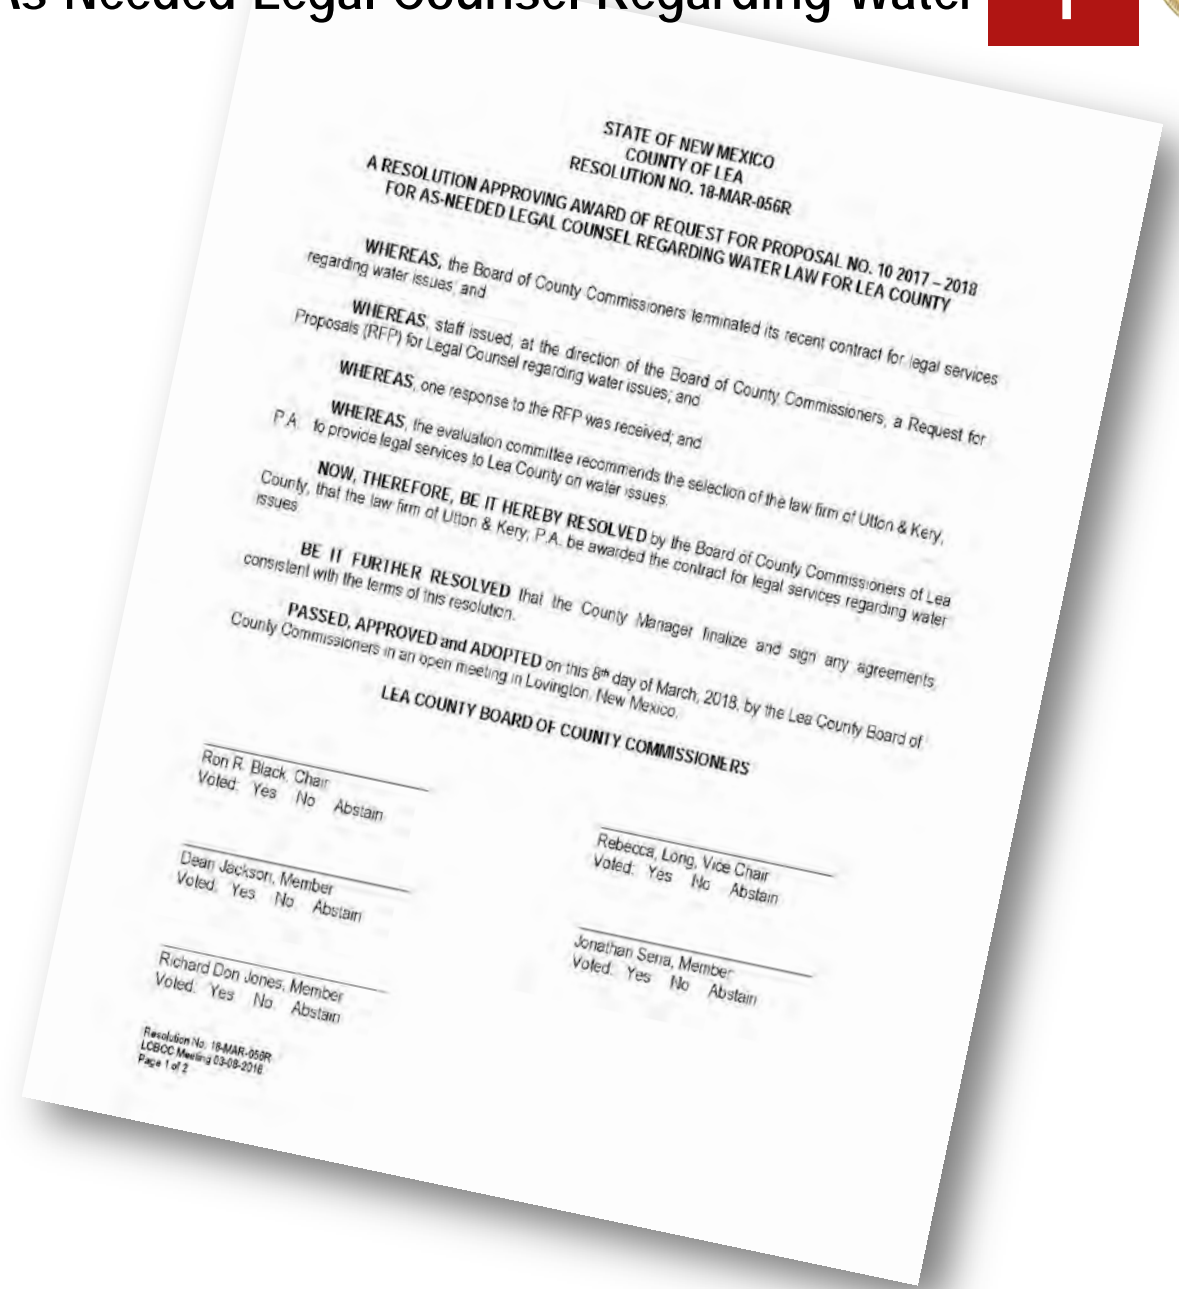 As-Needed Legal Counsel Regarding Water
STATE OF NEW MEXICO
COUNTY OF LEA
RESOLUTION NO. 18-MAR-056R
A RESOLUTION APPROVING AWARD OF REQUEST FOR PROPOSAL NO. 10 2017 – 2018
FOR AS-NEEDED LEGAL COUNSEL REGARDING WATER LAW FOR LEA COUNTY
WHEREAS, the Board of County Commissioners terminated its recent contract for legal services
regarding water issues; and
WHEREAS, staff issued, at the direction of the Board of County Commissioners, a Request for
Proposals (RFP) for Legal Counsel regarding water issues; and
WHEREAS, one response to the RFP was received; and
WHEREAS, the evaluation committee recommends the selection of the law firm of Utton & Kery,
P.A. to provide legal services to Lea County on water issues.
NOW, THEREFORE, BE IT HEREBY RESOLVED by the Board of County Commissioners of Lea
County, that the law firm of Utton & Kery, P.A. be awarded the contract for legal services regarding water
issues
BE IT FURTHER RESOLVED that the County Manager finalize and sign any agreements
consistent with the terms of this resolution.
PASSED, APPROVED and ADOPTED on this 8th day of March, 2018, by the Lea County Board of
County Commissioners in an open meeting in Lovington, New Mexico.
LEA COUNTY BOARD OF COUNTY COMMISSIONERS
Ron R. Black, Chair
Voted: Yes No Abstain
Rebecca, Long, Vice Chair
Voted: Yes No Abstain
Dean Jackson, Member
Voted: Yes No Abstain
Jonathan Sena, Member
Voted: Yes No Abstain
Richard Don Jones, Member
Voted: Yes No Abstain
Resolution No. 18-MAR-056R
LCBCC Meeting 03-08-2018
Page 1 of 2